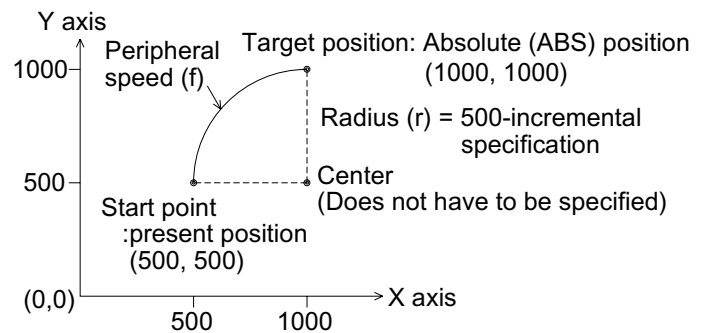 Y axis
Peripheral
speed (f)
Target position: Absolute (ABS) position
(1000, 1000)
1000
Radius (r) = 500-incremental
specification
500
Center
(Does not have to be specified)
Start point
:present position
(500, 500)
(0,0)
X axis
500
1000